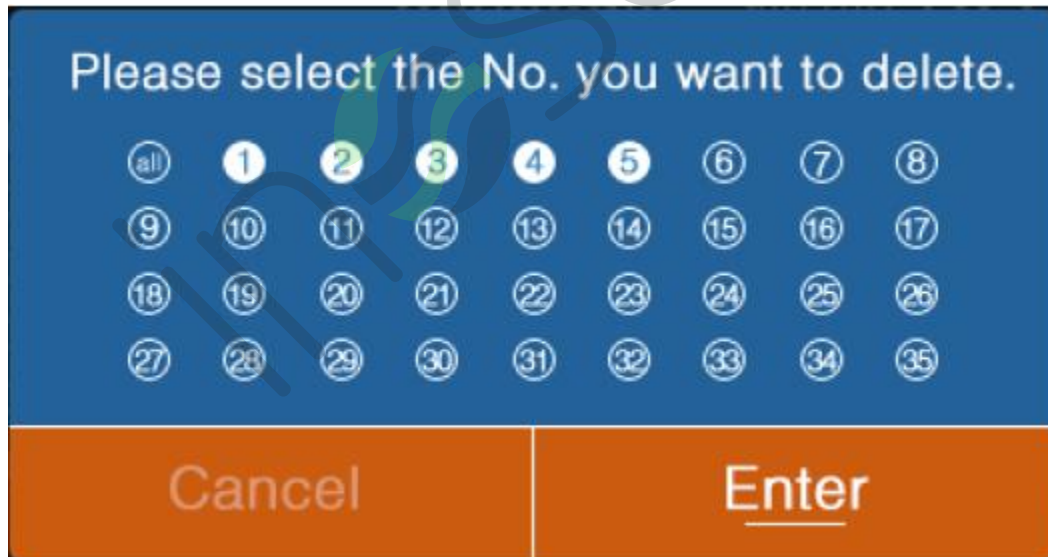 Please select the No. you want to delete.
all 1 2 3 4 5 6 7 8
9 10 11 12 13 14 15 16 17
18 19 20 21 22 23 24 25 26
27 28 29 30 31 32 33 34 35
Cancel Enter